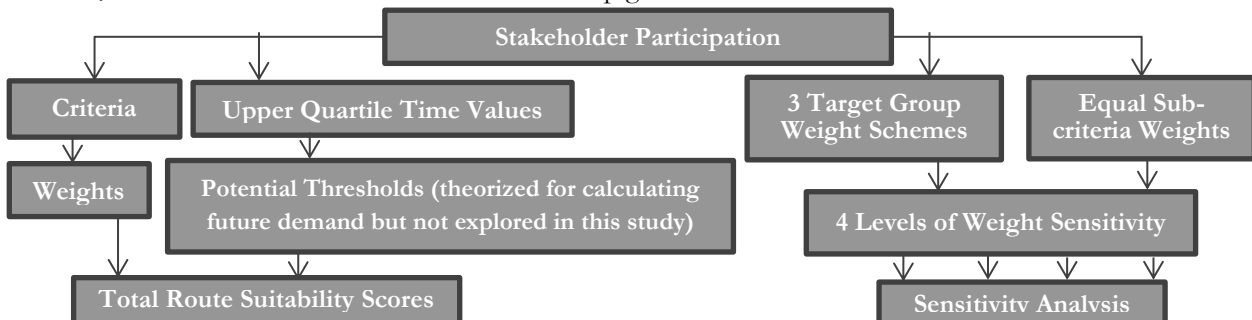 Stakeholder Participation
Criteria
Upper Quartile Time Values
3 Target Group
Weight Schemes
Equal Sub-
criteria Weights
Weights
Potential Thresholds (theorized for calculating
future demand but not explored in this study)
4 Levels of Weight Sensitivity
Total Route Suitability Scores
Sensitivity Analysis